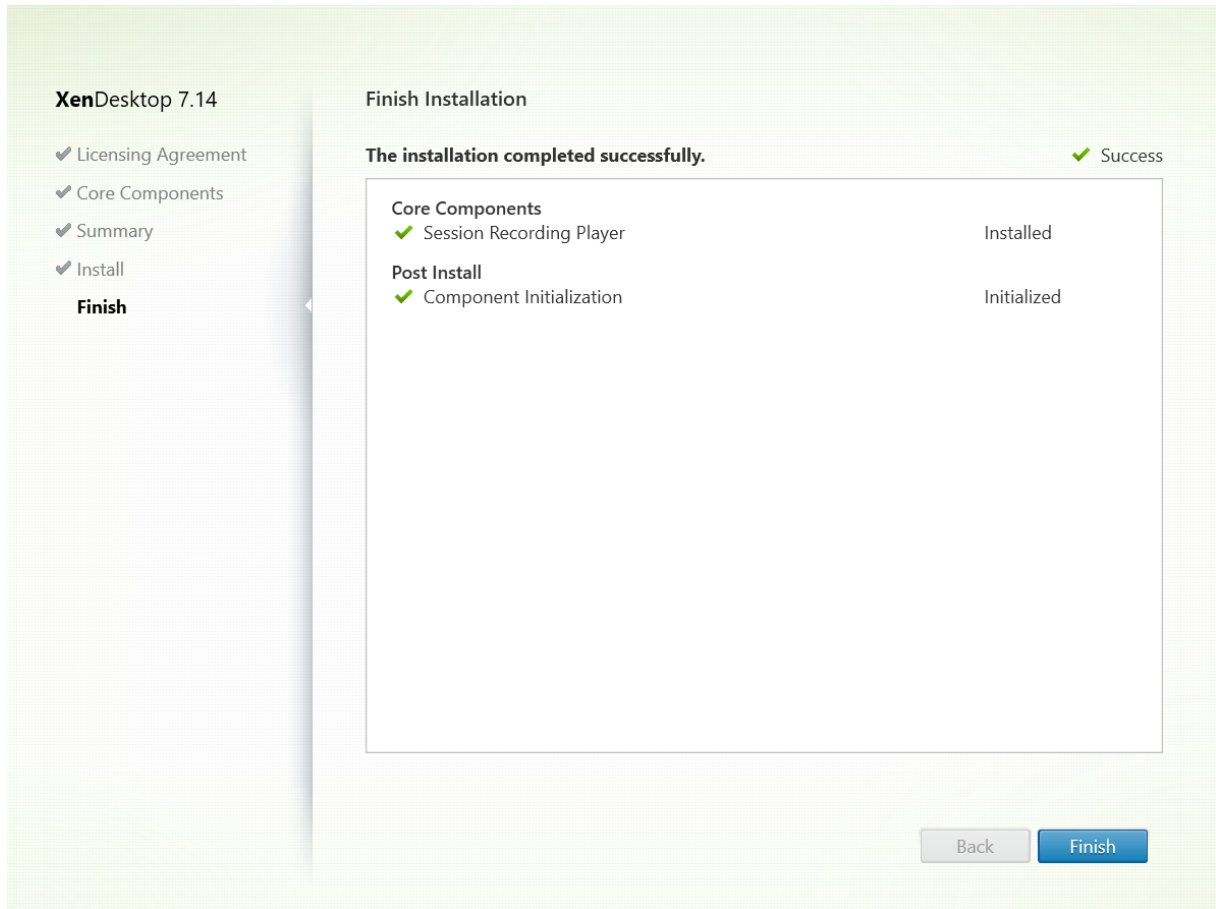 XenDesktop 7.14
Licensing Agreement
Core Components
Summary
Install
Finish
Finish Installation
The installation completed successfully.
Success
Core Components
Session Recording Player
Installed
Post Install
Component Initialization
Initialized
Back
Finish